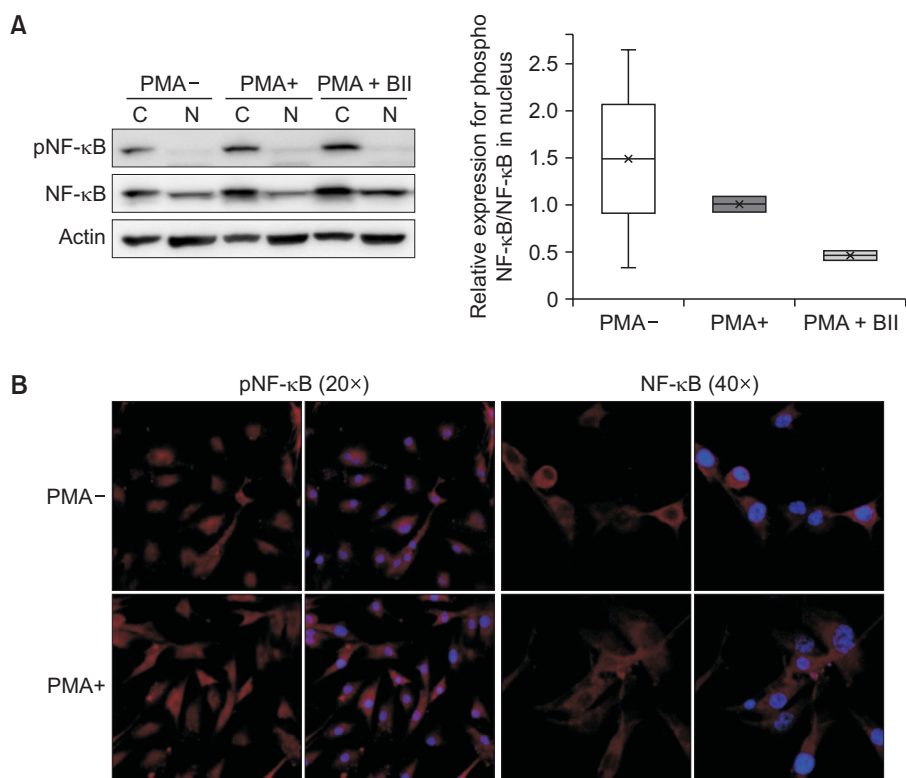 A
PMA− PMA+ PMA + BII
C N C N C N
pNF-κB
NF-κB
Actin
Relative expression for phospho
NF-κB/NF-κB in nucleus
2.5
2.0
1.5
1.0
0.5
0
PMA− PMA+ PMA + BII
B
pNF-κB (20×) NF-κB (40×)
PMA−
PMA+